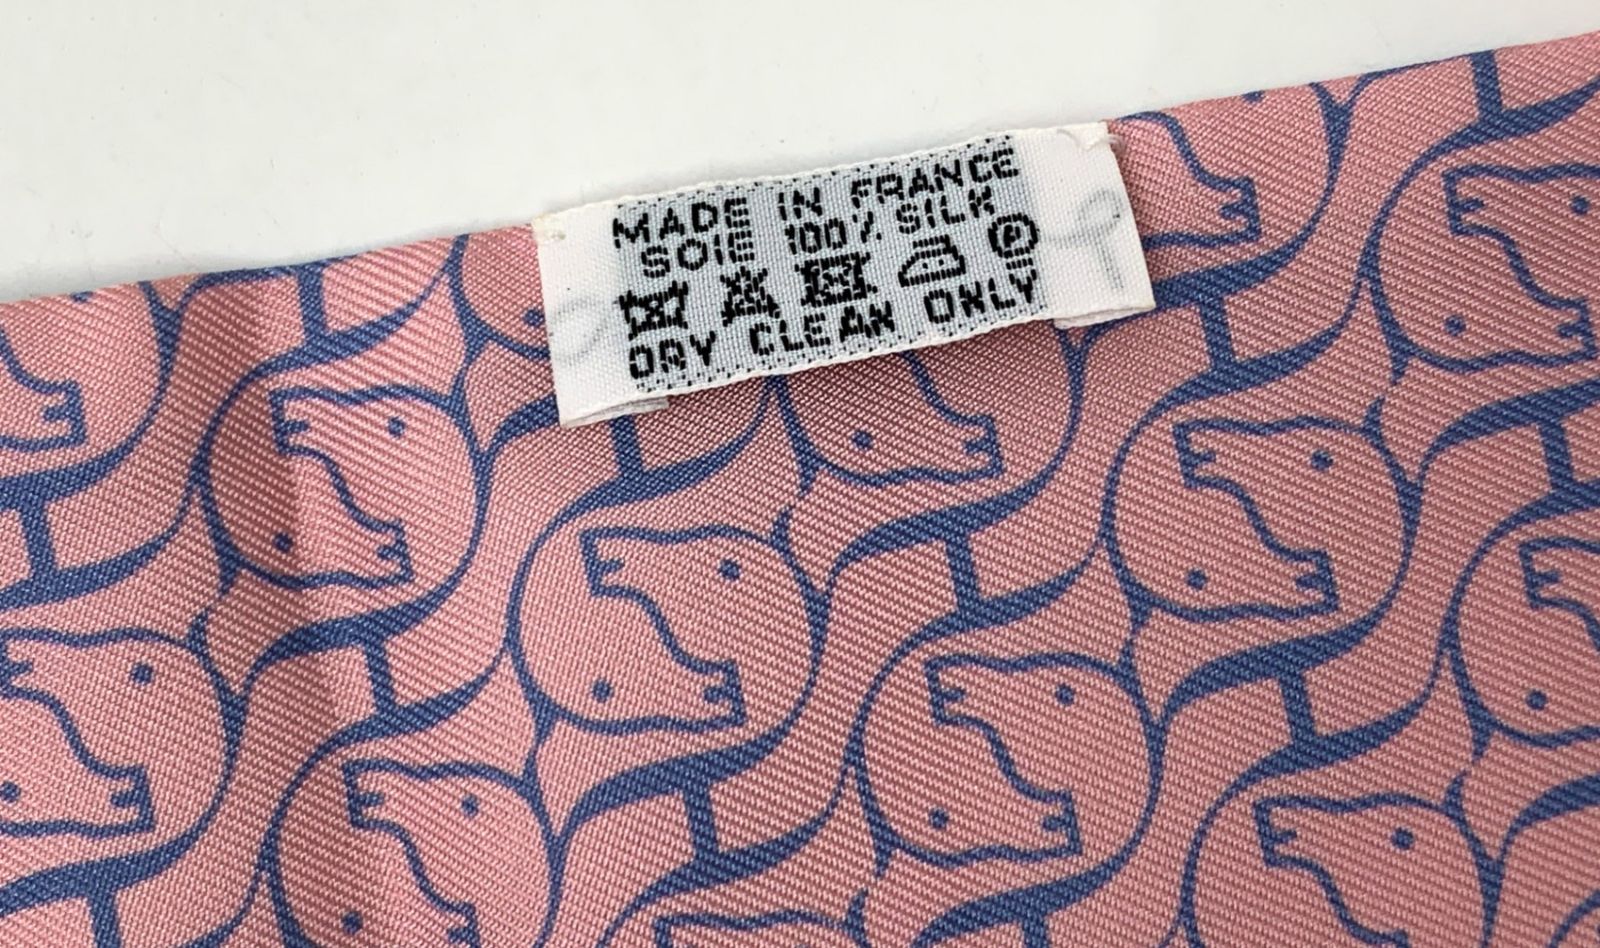 MADE IN FRANCE
SOIE 100% SILK
P
DRY CLEAN ONLY